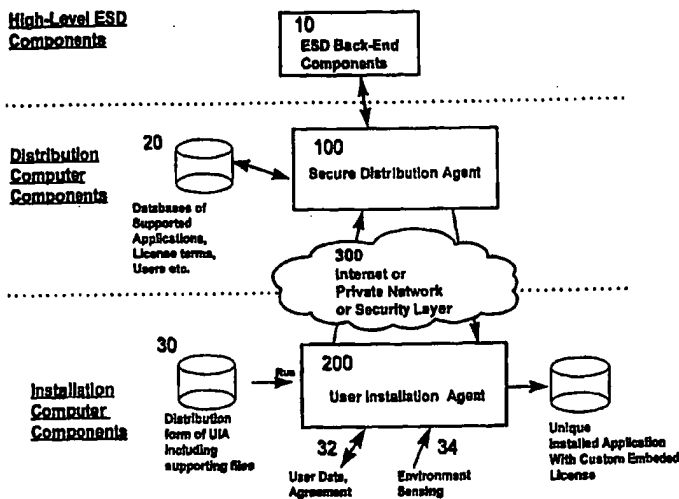 High-Level ESD
Components
10
ESD Back-End
Components
Distribution
Computer
Components
20
Databases of
Supported
Applications,
License terms,
Users etc.
100
Secure Distribution Agent
300
Internet or
Private Network
or Security Layer
Installation
Computer
Components
30
Distribution
form of UIA
including
supporting files
Run
200
User Installation Agent
32
User Data,
Agreement
34
Environment
Sensing
Unique
Installed Application
With Custom Embeded
License